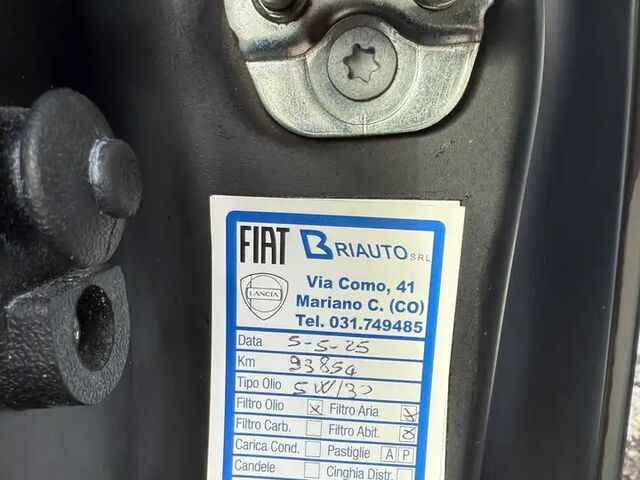 FIAT BRIAUTO SRL
LANCIA
Via Como, 41
Mariano C. (CO)
Tel. 031.749485
Data 5-5-25
Km 93854
Tipo Olio 5W/30
Filtro Olio x Filtro Aria x
Filtro Carb. Filtro Abit. x
Carica Cond. Pastiglie A P
Candele Cinghia Distr.